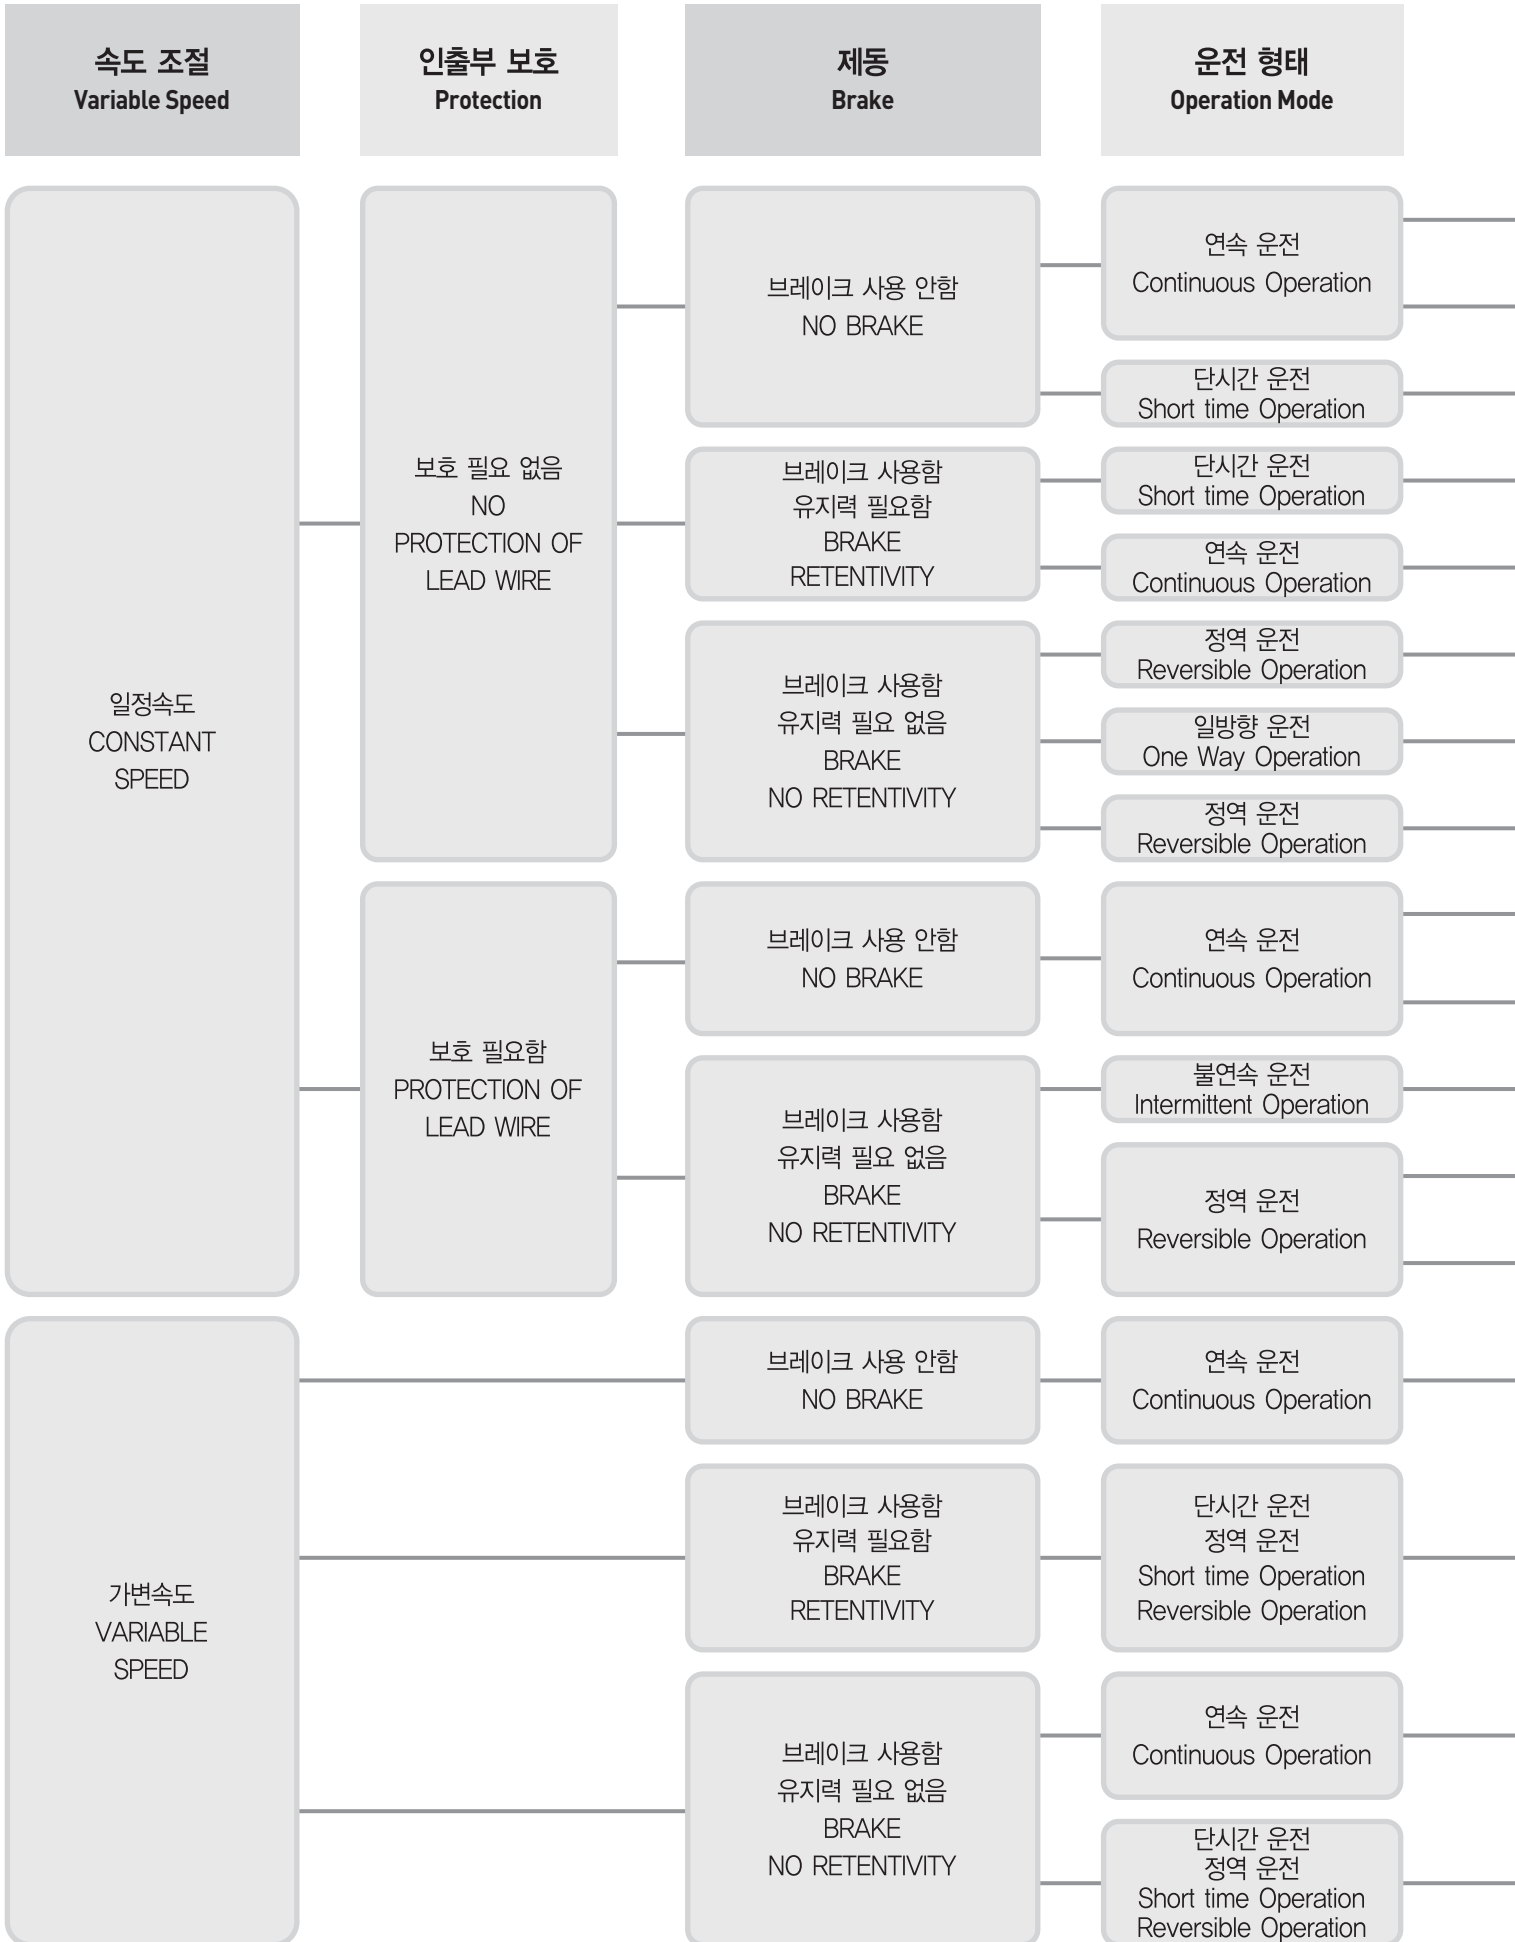 속도 조절
Variable Speed
인출부 보호
Protection
제동
Brake
운전 형태
Operation Mode
일정속도
CONSTANT
SPEED
보호 필요 없음
NO
PROTECTION OF
LEAD WIRE
브레이크 사용 안함
NO BRAKE
연속 운전
Continuous Operation
단시간 운전
Short time Operation
브레이크 사용함
유지력 필요함
BRAKE
RETENTIVITY
단시간 운전
Short time Operation
연속 운전
Continuous Operation
브레이크 사용함
유지력 필요 없음
BRAKE
NO RETENTIVITY
정역 운전
Reversible Operation
일방향 운전
One Way Operation
정역 운전
Reversible Operation
보호 필요함
PROTECTION OF
LEAD WIRE
브레이크 사용 안함
NO BRAKE
연속 운전
Continuous Operation
브레이크 사용함
유지력 필요 없음
BRAKE
NO RETENTIVITY
불연속 운전
Intermittent Operation
정역 운전
Reversible Operation
가변속도
VARIABLE
SPEED
브레이크 사용 안함
NO BRAKE
연속 운전
Continuous Operation
브레이크 사용함
유지력 필요함
BRAKE
RETENTIVITY
단시간 운전
정역 운전
Short time Operation
Reversible Operation
브레이크 사용함
유지력 필요 없음
BRAKE
NO RETENTIVITY
연속 운전
Continuous Operation
단시간 운전
정역 운전
Short time Operation
Reversible Operation